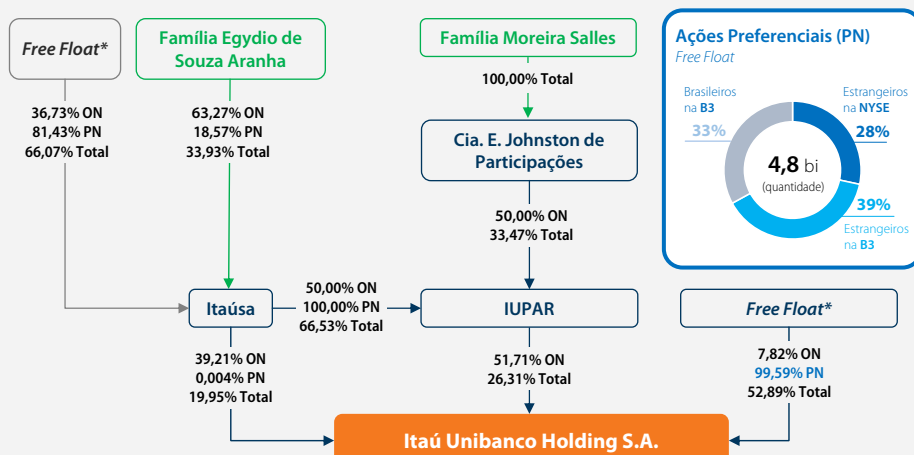 Free Float*
Família Egydio de
Souza Aranha
Família Moreira Salles
36,73% ON
81,43% PN
66,07% Total
63,27% ON
18,57% PN
33,93% Total
100,00% Total
Cia. E. Johnston de
Participações
50,00% ON
33,47% Total
Ações Preferenciais (PN)
Free Float
Brasileiros
na B3
33%
Estrangeiros
na NYSE
28%
4,8 bi
(quantidade)
39%
Estrangeiros
na B3
Itaúsa
50,00% ON
100,00% PN
66,53% Total
IUPAR
Free Float*
39,21% ON
0,004% PN
19,95% Total
51,71% ON
26,31% Total
7,82% ON
99,59% PN
52,89% Total
Itaú Unibanco Holding S.A.